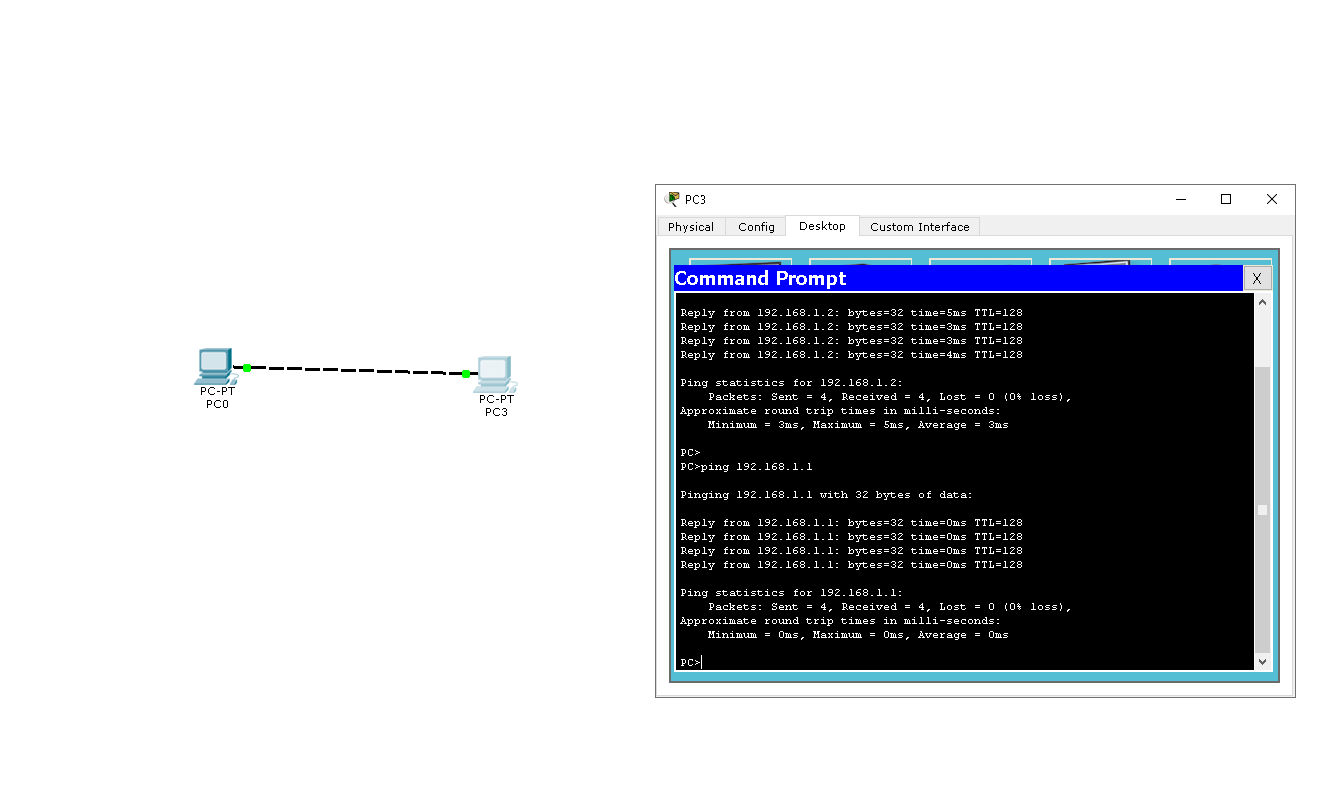 PC-PT
PC0
PC-PT
PC3
PC3
Physical Config Desktop Custom Interface
Command Prompt X
Reply from 192.168.1.2: bytes=32 time=5ms TTL=128
Reply from 192.168.1.2: bytes=32 time=3ms TTL=128
Reply from 192.168.1.2: bytes=32 time=3ms TTL=128
Reply from 192.168.1.2: bytes=32 time=4ms TTL=128
Ping statistics for 192.168.1.2:
Packets: Sent = 4, Received = 4, Lost = 0 (0% loss),
Approximate round trip times in milli-seconds:
Minimum = 3ms, Maximum = 5ms, Average = 3ms
PC>
PC>ping 192.168.1.1
Pinging 192.168.1.1 with 32 bytes of data:
Reply from 192.168.1.1: bytes=32 time=0ms TTL=128
Reply from 192.168.1.1: bytes=32 time=0ms TTL=128
Reply from 192.168.1.1: bytes=32 time=0ms TTL=128
Reply from 192.168.1.1: bytes=32 time=0ms TTL=128
Ping statistics for 192.168.1.1:
Packets: Sent = 4, Received = 4, Lost = 0 (0% loss),
Approximate round trip times in milli-seconds:
Minimum = 0ms, Maximum = 0ms, Average = 0ms
PC>